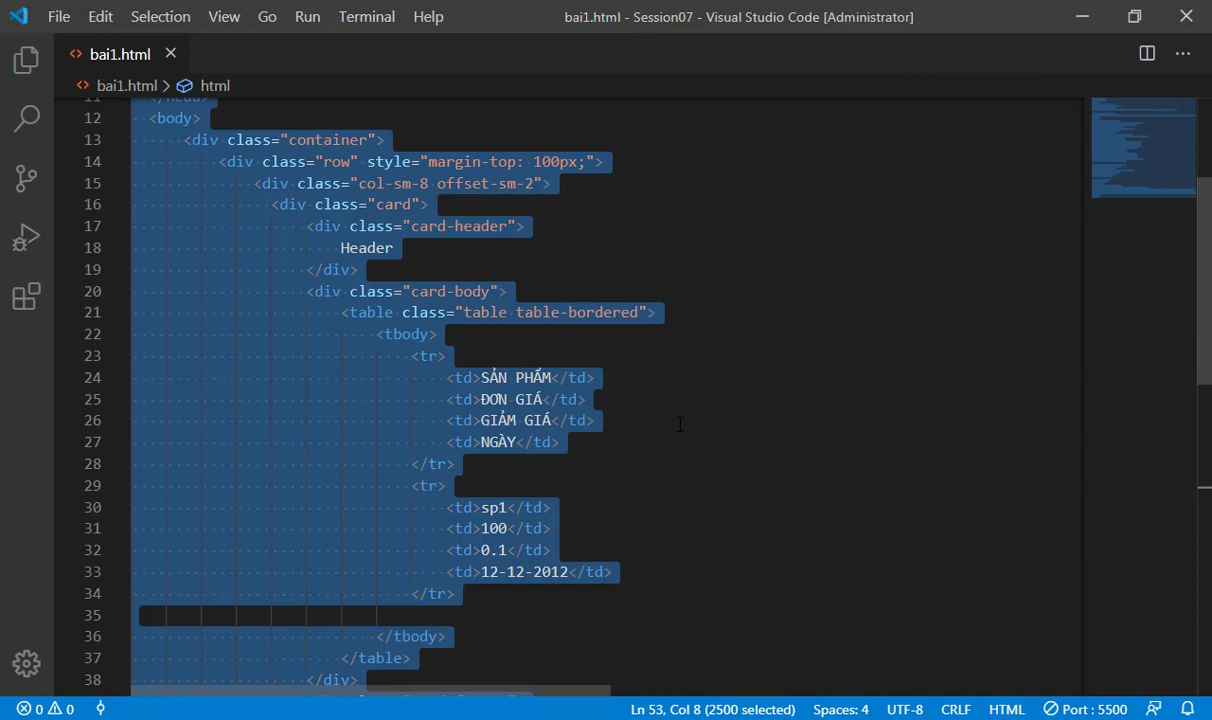 File Edit Selection View Go Run Terminal Help bai1.html - Session07 - Visual Studio Code [Administrator]
bai1.html
bai1.html > html
11 </head>
12 <body>
13 <div class="container">
14 <div class="row" style="margin-top: 100px;">
15 <div class="col-sm-8 offset-sm-2">
16 <div class="card">
17 <div class="card-header">
18 Header
19 </div>
20 <div class="card-body">
21 <table class="table table-bordered">
22 <tbody>
23 <tr>
24 <td>SẢN PHẨM</td>
25 <td>ĐƠN GIÁ</td>
26 <td>GIẢM GIÁ</td>
27 <td>NGÀY</td>
28 </tr>
29 <tr>
30 <td>sp1</td>
31 <td>100</td>
32 <td>0.1</td>
33 <td>12-12-2012</td>
34 </tr>
35
36 </tbody>
37 </table>
38 </div>
0 0 Ln 53, Col 8 (2500 selected) Spaces: 4 UTF-8 CRLF HTML Port : 5500